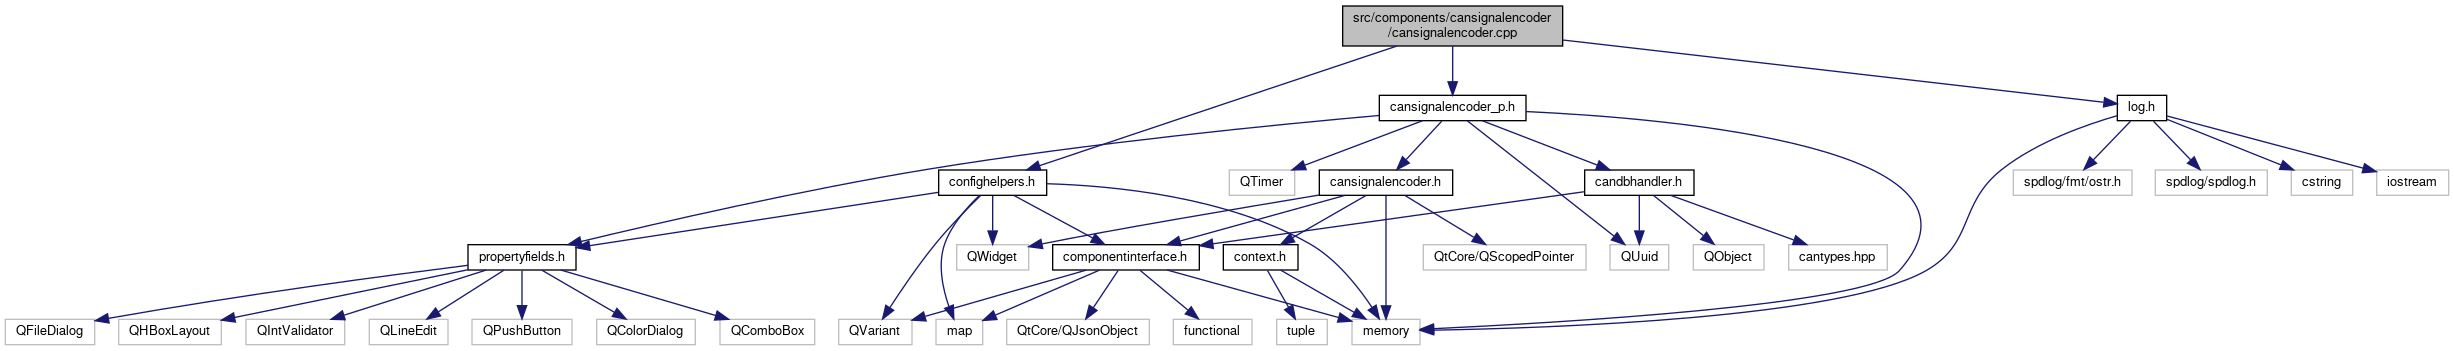 src/components/cansignalencoder
/cansignalencoder.cpp
cansignalencoder_p.h
log.h
confighelpers.h
QTimer
cansignalencoder.h
candbhandler.h
spdlog/fmt/ostr.h
spdlog/spdlog.h
cstring
iostream
propertyfields.h
QWidget
componentinterface.h
context.h
QtCore/QScopedPointer
QUuid
QObject
cantypes.hpp
QFileDialog
QHBoxLayout
QIntValidator
QLineEdit
QPushButton
QColorDialog
QComboBox
QVariant
map
QtCore/QJsonObject
functional
tuple
memory